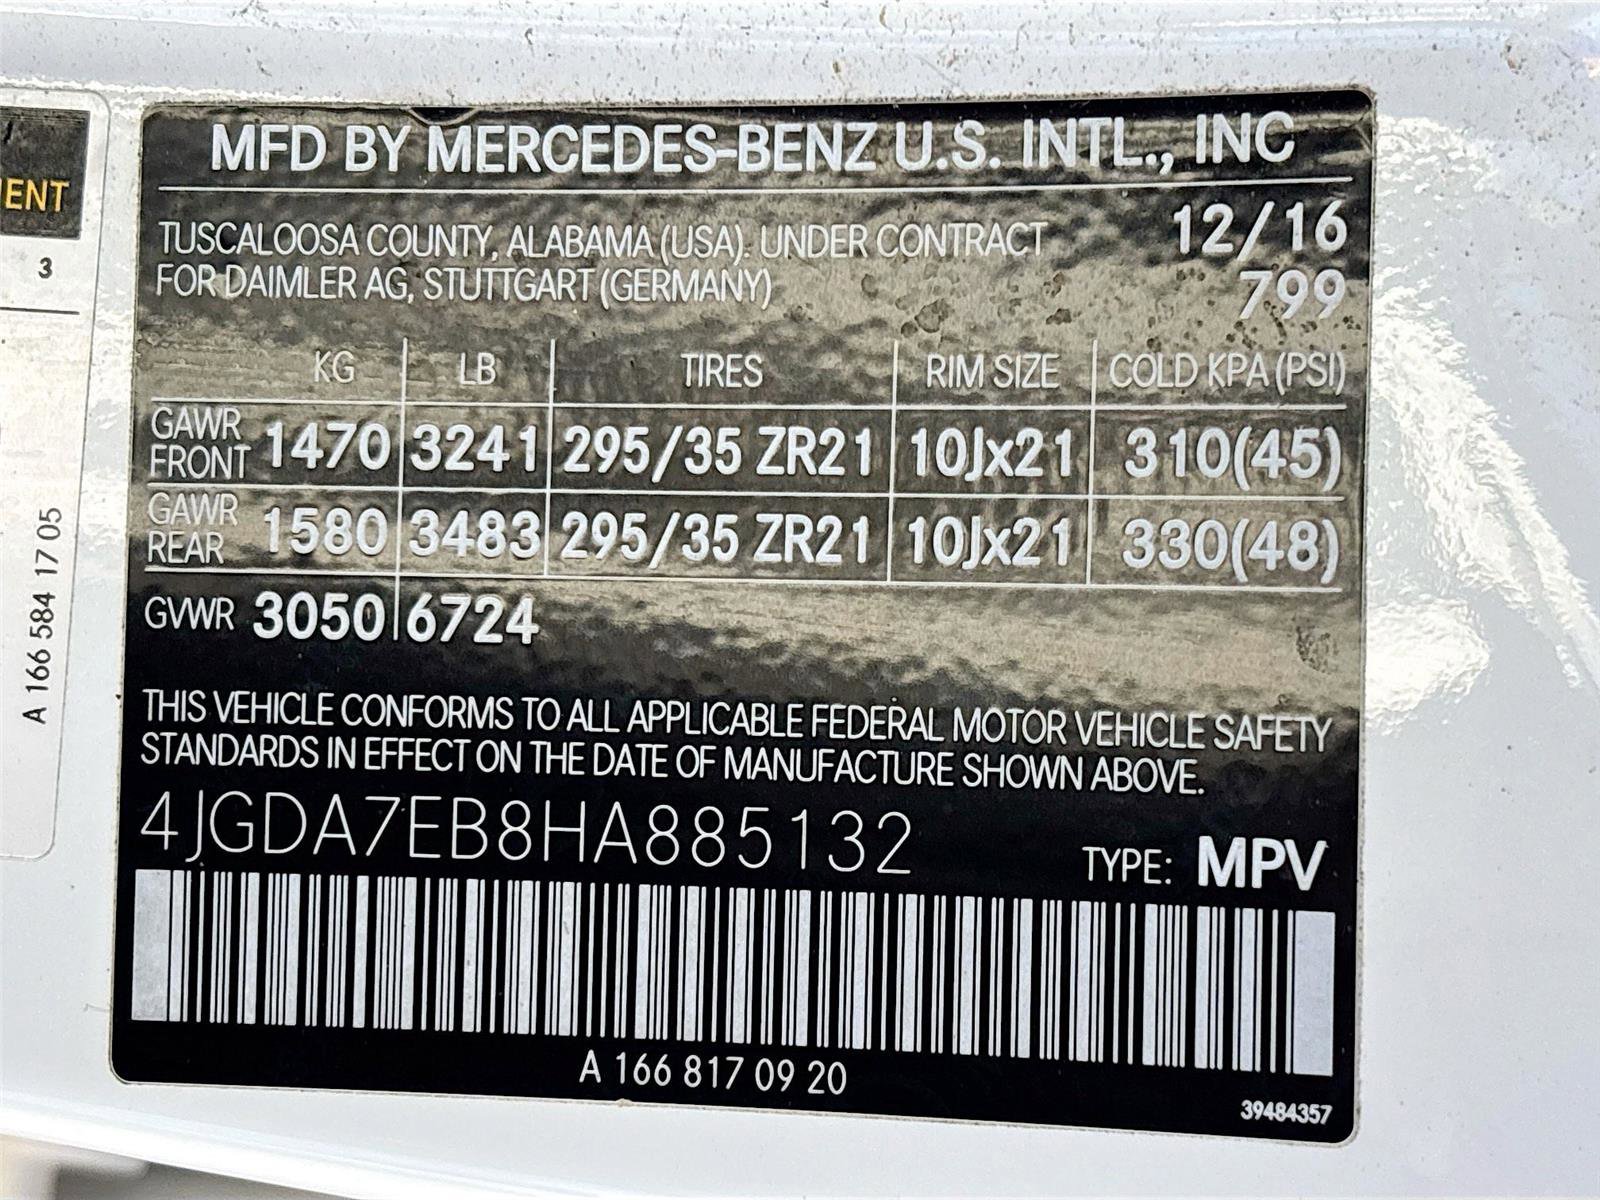 MFD BY MERCEDES-BENZ U.S. INTL., INC
TUSCALOOSA COUNTY, ALABAMA (USA). UNDER CONTRACT
FOR DAIMLER AG, STUTTGART (GERMANY)
12/16
799
KG LB TIRES RIM SIZE COLD KPA (PSI)
GAWR FRONT 1470 3241 295/35 ZR21 10Jx21 310(45)
GAWR REAR 1580 3483 295/35 ZR21 10Jx21 330(48)
GVWR 3050 6724
THIS VEHICLE CONFORMS TO ALL APPLICABLE FEDERAL MOTOR VEHICLE SAFETY
STANDARDS IN EFFECT ON THE DATE OF MANUFACTURE SHOWN ABOVE.
4JGDA7EB8HA885132
TYPE: MPV
A 166 817 09 20
39484357
ENT
3
A 166 584 17 05